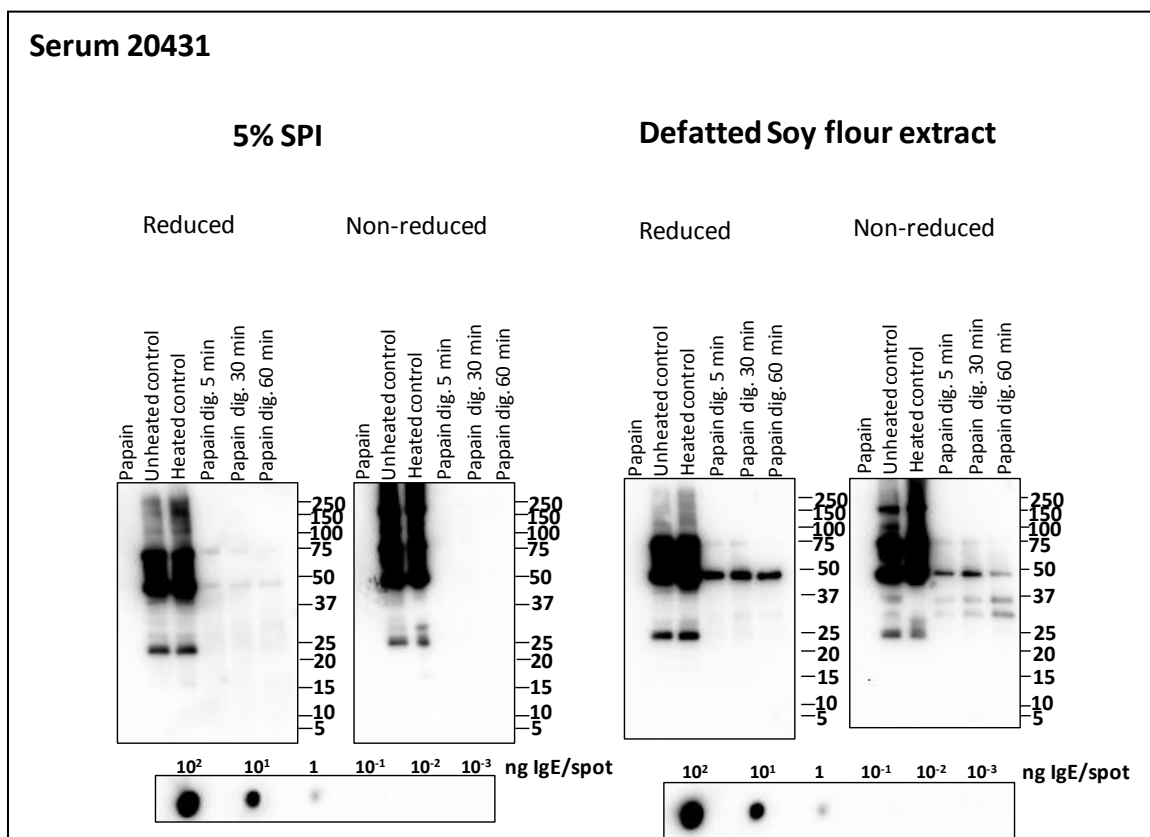 Serum 20431
5% SPI
Defatted Soy flour extract
Reduced
Non-reduced
Reduced
Non-reduced
Papain
Unheated control
Heated control
Papain dig. 5 min
Papain dig. 30 min
Papain dig. 60 min
Papain
Unheated control
Heated control
Papain dig. 5 min
Papain dig. 30 min
Papain dig. 60 min
Papain
Unheated control
Heated control
Papain dig. 5 min
Papain dig. 30 min
Papain dig. 60 min
Papain
Unheated control
Heated control
Papain dig. 5 min
Papain dig. 30 min
Papain dig. 60 min
250
150
100
75
50
37
25
20
15
10
5
250
150
100
75
50
37
25
20
15
10
5
250
150
100
75
50
37
25
20
15
10
5
250
150
100
75
50
37
25
20
15
10
5
10² 10¹ 1 10⁻¹ 10⁻² 10⁻³ ng IgE/spot
10² 10¹ 1 10⁻¹ 10⁻² 10⁻³ ng IgE/spot